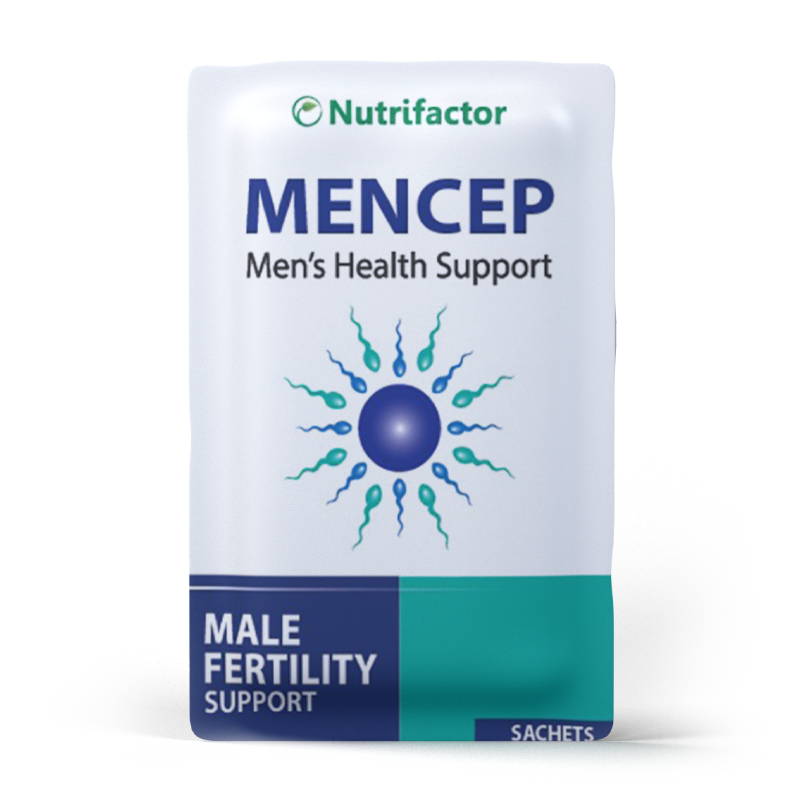 Nutrifactor
MENCEP
Men's Health Support
MALE
FERTILITY
SUPPORT
SACHETS